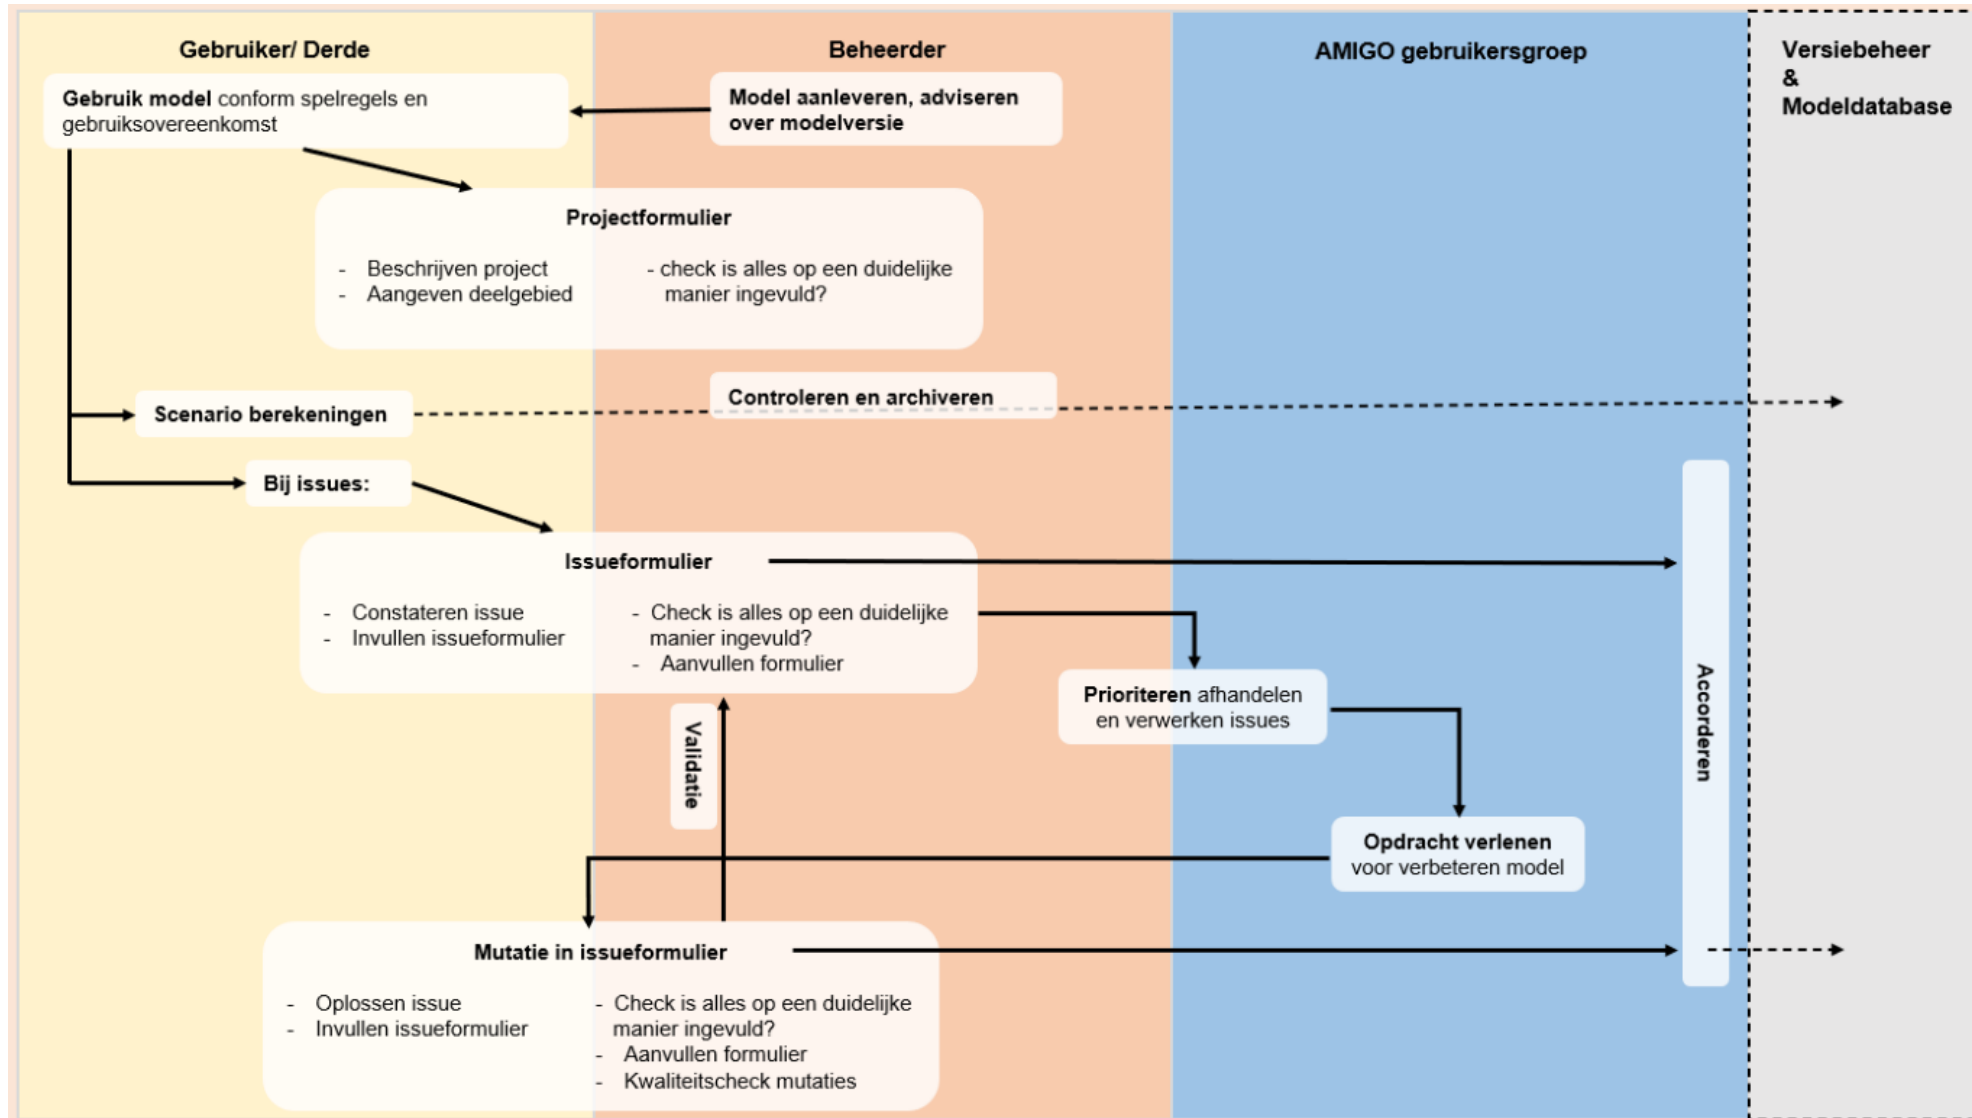 Gebruiker/ Derde
Beheerder
AMIGO gebruikersgroep
Versiebeheer
&
Modeldatabase
Gebruik model conform spelregels en
gebruiksovereenkomst
Model aanleveren, adviseren
over modelversie
Projectformulier
- Beschrijven project
- Aangeven deelgebied
- check is alles op een duidelijke
manier ingevuld?
Controleren en archiveren
Scenario berekeningen
Bij issues:
Issueformulier
- Constateren issue
- Invullen issueformulier
- Check is alles op een duidelijke
manier ingevuld?
- Aanvullen formulier
Prioriteren afhandelen
en verwerken issues
Accorderen
Validatie
Opdracht verlenen
voor verbeteren model
Mutatie in issueformulier
- Oplossen issue
- Invullen issueformulier
- Check is alles op een duidelijke
manier ingevuld?
- Aanvullen formulier
- Kwaliteitscheck mutaties